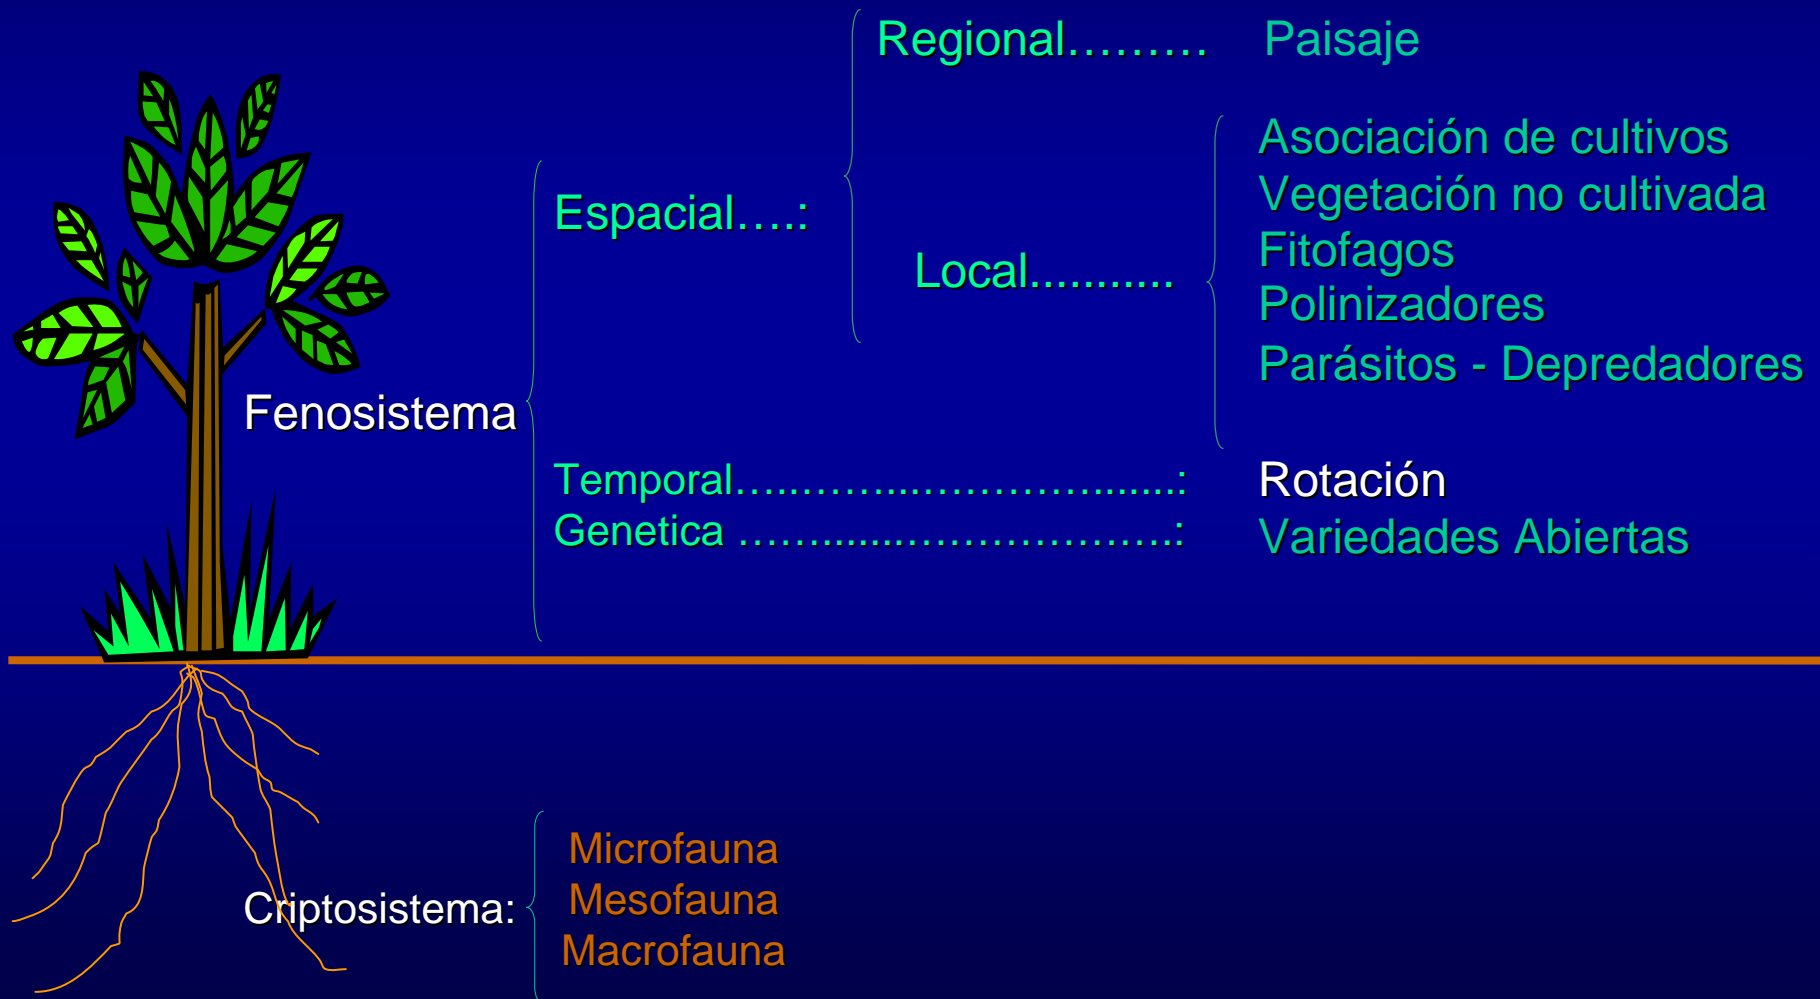 Regional……… Paisaje
Asociación de cultivos
Vegetación no cultivada
Espacial….:
Fitofagos
Local...........
Polinizadores
Parásitos - Depredadores
Fenosistema
Temporal…..……...………….......: Rotación
Genetica …….......……………….: Variedades Abiertas
Microfauna
Criptosistema: Mesofauna
Macrofauna